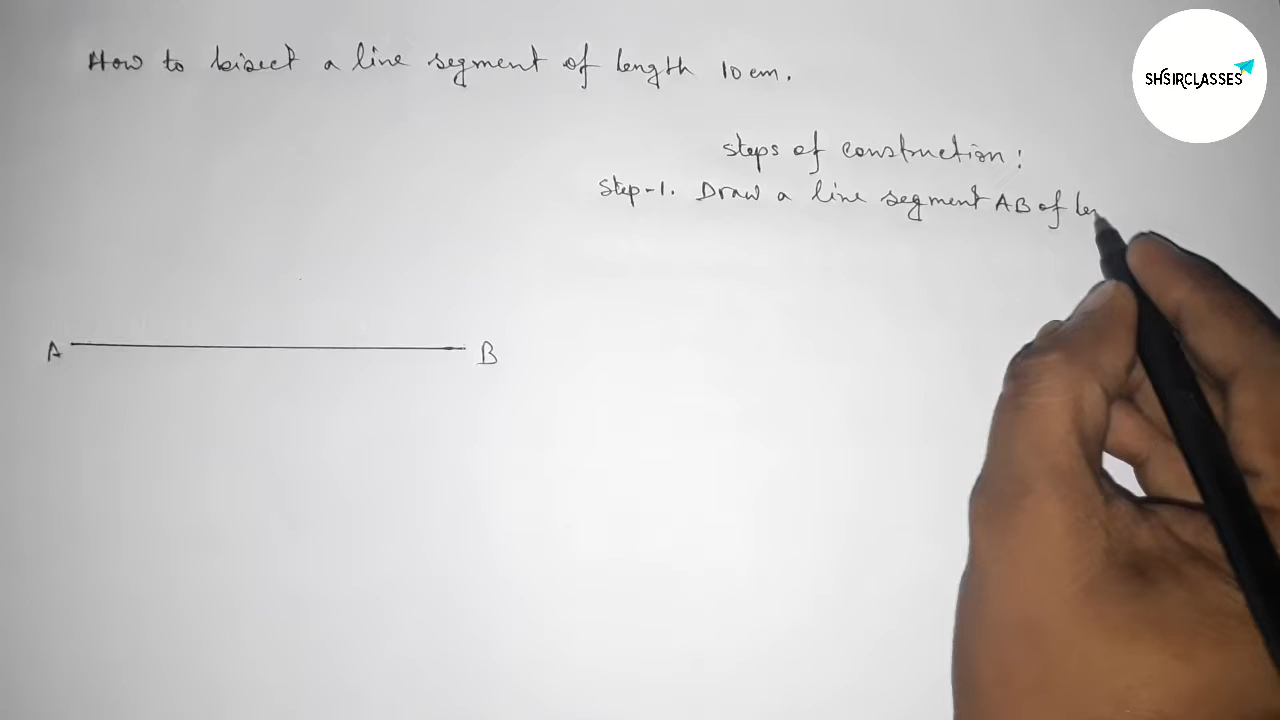 How to bisect a line segment of length 10 cm.
SHSIRCLASSES
steps of construction:
Step-1. Draw a line segment AB of len
A
B